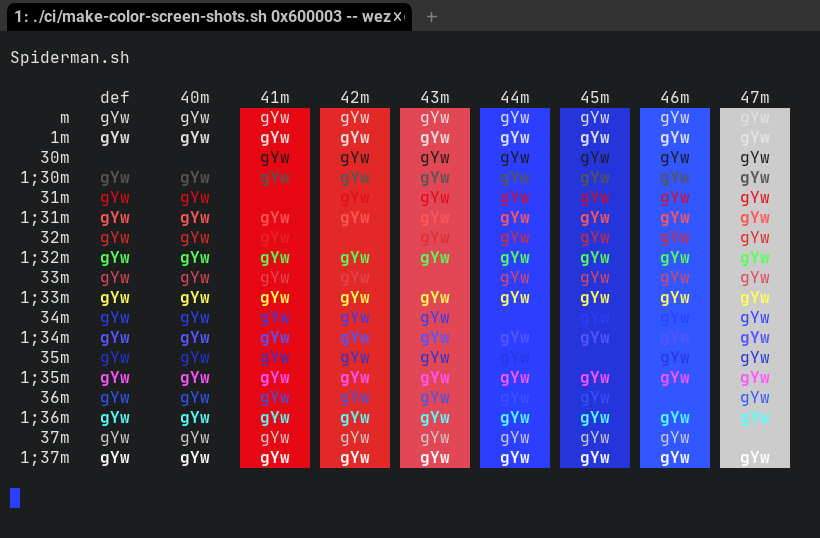 1: ./ci/make-color-screen-shots.sh 0x600003 -- wez× +
Spiderman.sh
def 40m 41m 42m 43m 44m 45m 46m 47m
m gYw gYw gYw gYw gYw gYw gYw gYw gYw
1m gYw gYw gYw gYw gYw gYw gYw gYw gYw
30m gYw gYw gYw gYw gYw gYw gYw
1;30m gYw gYw gYw gYw gYw gYw gYw gYw gYw
31m gYw gYw gYw gYw gYw gYw gYw gYw
1;31m gYw gYw gYw gYw gYw gYw gYw gYw gYw
32m gYw gYw gYw gYw gYw gYw gYw gYw
1;32m gYw gYw gYw gYw gYw gYw gYw gYw gYw
33m gYw gYw gYw gYw gYw gYw gYw gYw
1;33m gYw gYw gYw gYw gYw gYw gYw gYw gYw
34m gYw gYw gYw gYw gYw gYw gYw gYw
1;34m gYw gYw gYw gYw gYw gYw gYw gYw gYw
35m gYw gYw gYw gYw gYw gYw gYw gYw
1;35m gYw gYw gYw gYw gYw gYw gYw gYw gYw
36m gYw gYw gYw gYw gYw gYw gYw gYw
1;36m gYw gYw gYw gYw gYw gYw gYw gYw gYw
37m gYw gYw gYw gYw gYw gYw gYw gYw
1;37m gYw gYw gYw gYw gYw gYw gYw gYw gYw